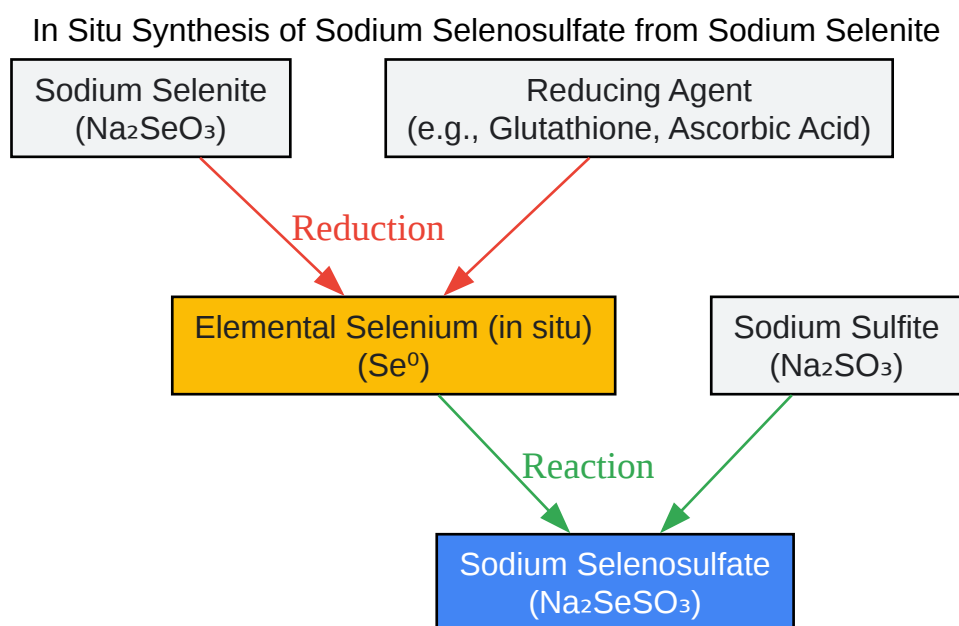 In Situ Synthesis of Sodium Selenosulfate from Sodium Selenite
Sodium Selenite
(Na₂SeO₃)
Reducing Agent
(e.g., Glutathione, Ascorbic Acid)
Reduction
Elemental Selenium (in situ)
(Se⁰)
Sodium Sulfite
(Na₂SO₃)
Reaction
Sodium Selenosulfate
(Na₂SeSO₃)